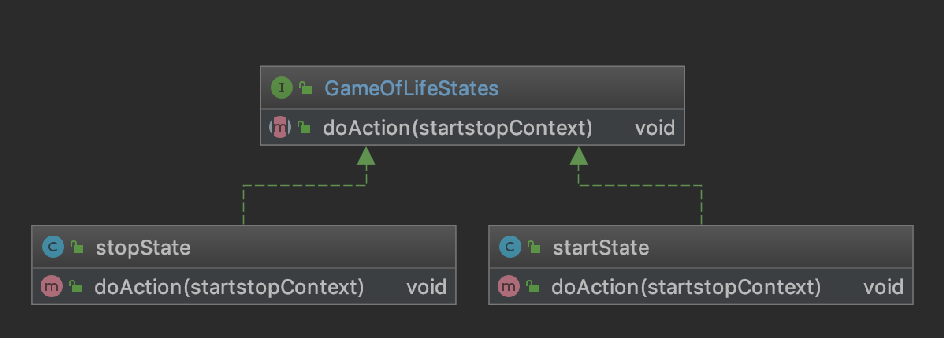 I GameOfLifeStates
m doAction(startstopContext) void
C stopState
m doAction(startstopContext) void
C startState
m doAction(startstopContext) void